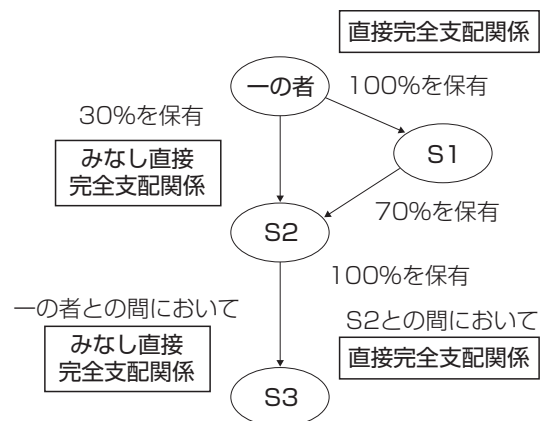 直接完全支配関係
一の者
100%を保有
30%を保有
みなし直接
完全支配関係
S1
70%を保有
S2
100%を保有
一の者との間において
みなし直接
完全支配関係
S2との間において
直接完全支配関係
S3